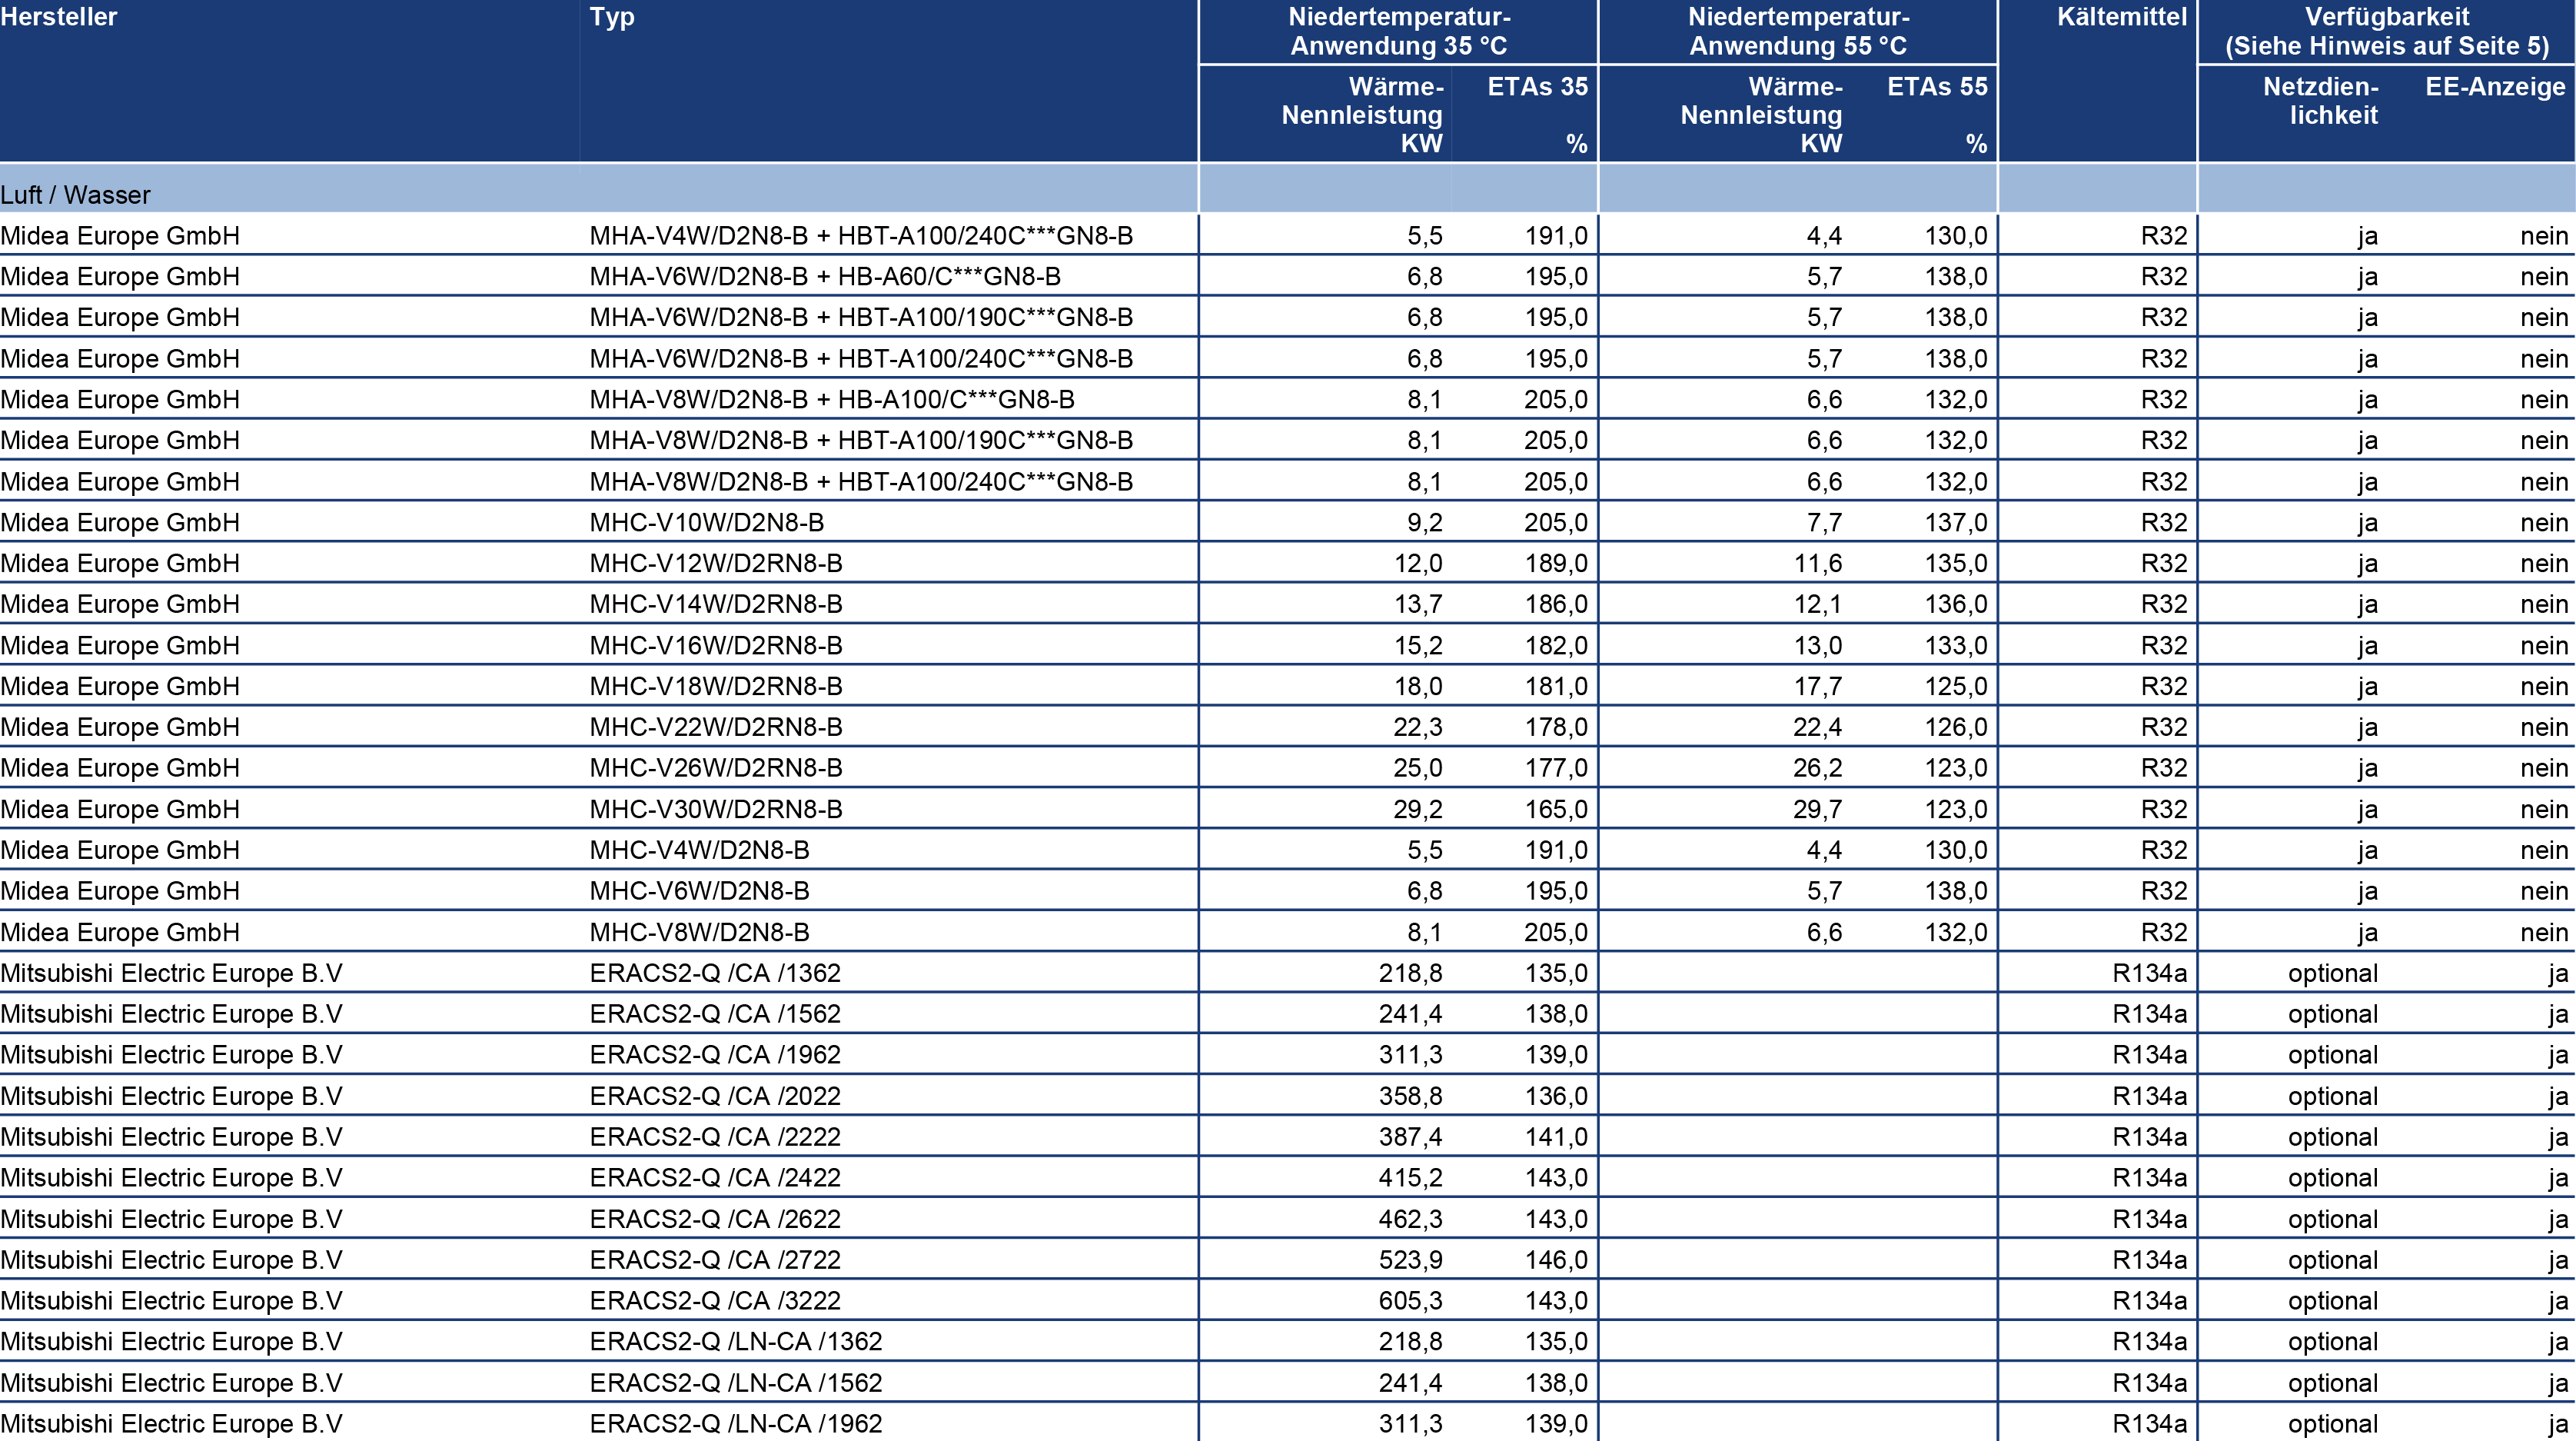 Hersteller Typ Niedertemperatur- Niedertemperatur- Kältemittel Verfügbarkeit
Anwendung 35 °C Anwendung 55 °C (Siehe Hinweis auf Seite 5)
Wärme- ETAs 35 Wärme- ETAs 55 Netzdien- EE-Anzeige
Nennleistung Nennleistung lichkeit
KW % KW %
Luft / Wasser
Midea Europe GmbH MHA-V4W/D2N8-B + HBT-A100/240C***GN8-B 5,5 191,0 4,4 130,0 R32 ja nein
Midea Europe GmbH MHA-V6W/D2N8-B + HB-A60/C***GN8-B 6,8 195,0 5,7 138,0 R32 ja nein
Midea Europe GmbH MHA-V6W/D2N8-B + HBT-A100/190C***GN8-B 6,8 195,0 5,7 138,0 R32 ja nein
Midea Europe GmbH MHA-V6W/D2N8-B + HBT-A100/240C***GN8-B 6,8 195,0 5,7 138,0 R32 ja nein
Midea Europe GmbH MHA-V8W/D2N8-B + HB-A100/C***GN8-B 8,1 205,0 6,6 132,0 R32 ja nein
Midea Europe GmbH MHA-V8W/D2N8-B + HBT-A100/190C***GN8-B 8,1 205,0 6,6 132,0 R32 ja nein
Midea Europe GmbH MHA-V8W/D2N8-B + HBT-A100/240C***GN8-B 8,1 205,0 6,6 132,0 R32 ja nein
Midea Europe GmbH MHC-V10W/D2N8-B 9,2 205,0 7,7 137,0 R32 ja nein
Midea Europe GmbH MHC-V12W/D2RN8-B 12,0 189,0 11,6 135,0 R32 ja nein
Midea Europe GmbH MHC-V14W/D2RN8-B 13,7 186,0 12,1 136,0 R32 ja nein
Midea Europe GmbH MHC-V16W/D2RN8-B 15,2 182,0 13,0 133,0 R32 ja nein
Midea Europe GmbH MHC-V18W/D2RN8-B 18,0 181,0 17,7 125,0 R32 ja nein
Midea Europe GmbH MHC-V22W/D2RN8-B 22,3 178,0 22,4 126,0 R32 ja nein
Midea Europe GmbH MHC-V26W/D2RN8-B 25,0 177,0 26,2 123,0 R32 ja nein
Midea Europe GmbH MHC-V30W/D2RN8-B 29,2 165,0 29,7 123,0 R32 ja nein
Midea Europe GmbH MHC-V4W/D2N8-B 5,5 191,0 4,4 130,0 R32 ja nein
Midea Europe GmbH MHC-V6W/D2N8-B 6,8 195,0 5,7 138,0 R32 ja nein
Midea Europe GmbH MHC-V8W/D2N8-B 8,1 205,0 6,6 132,0 R32 ja nein
Mitsubishi Electric Europe B.V ERACS2-Q /CA /1362 218,8 135,0 R134a optional ja
Mitsubishi Electric Europe B.V ERACS2-Q /CA /1562 241,4 138,0 R134a optional ja
Mitsubishi Electric Europe B.V ERACS2-Q /CA /1962 311,3 139,0 R134a optional ja
Mitsubishi Electric Europe B.V ERACS2-Q /CA /2022 358,8 136,0 R134a optional ja
Mitsubishi Electric Europe B.V ERACS2-Q /CA /2222 387,4 141,0 R134a optional ja
Mitsubishi Electric Europe B.V ERACS2-Q /CA /2422 415,2 143,0 R134a optional ja
Mitsubishi Electric Europe B.V ERACS2-Q /CA /2622 462,3 143,0 R134a optional ja
Mitsubishi Electric Europe B.V ERACS2-Q /CA /2722 523,9 146,0 R134a optional ja
Mitsubishi Electric Europe B.V ERACS2-Q /CA /3222 605,3 143,0 R134a optional ja
Mitsubishi Electric Europe B.V ERACS2-Q /LN-CA /1362 218,8 135,0 R134a optional ja
Mitsubishi Electric Europe B.V ERACS2-Q /LN-CA /1562 241,4 138,0 R134a optional ja
Mitsubishi Electric Europe B.V ERACS2-Q /LN-CA /1962 311,3 139,0 R134a optional ja